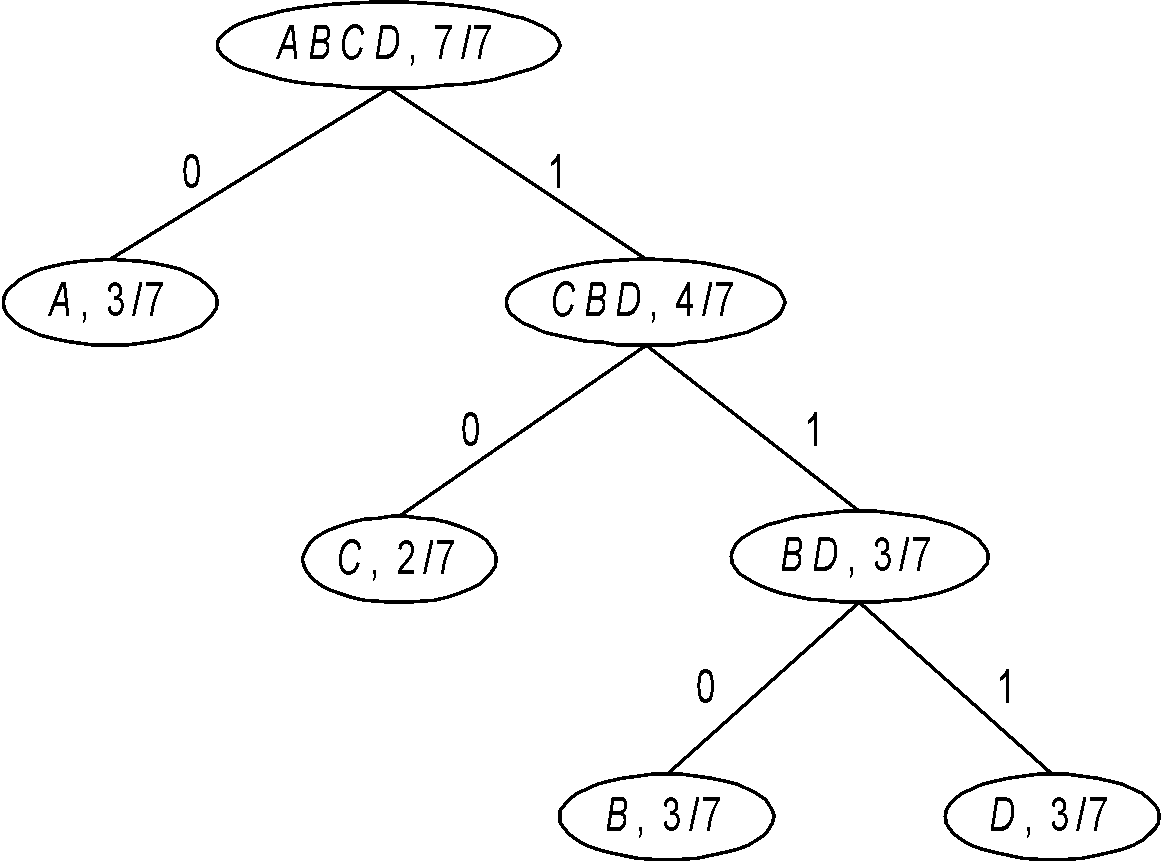 ABCD, 7/7
0 1
A, 3/7 CBD, 4/7
0 1
C, 2/7 BD, 3/7
0 1
B, 3/7 D, 3/7